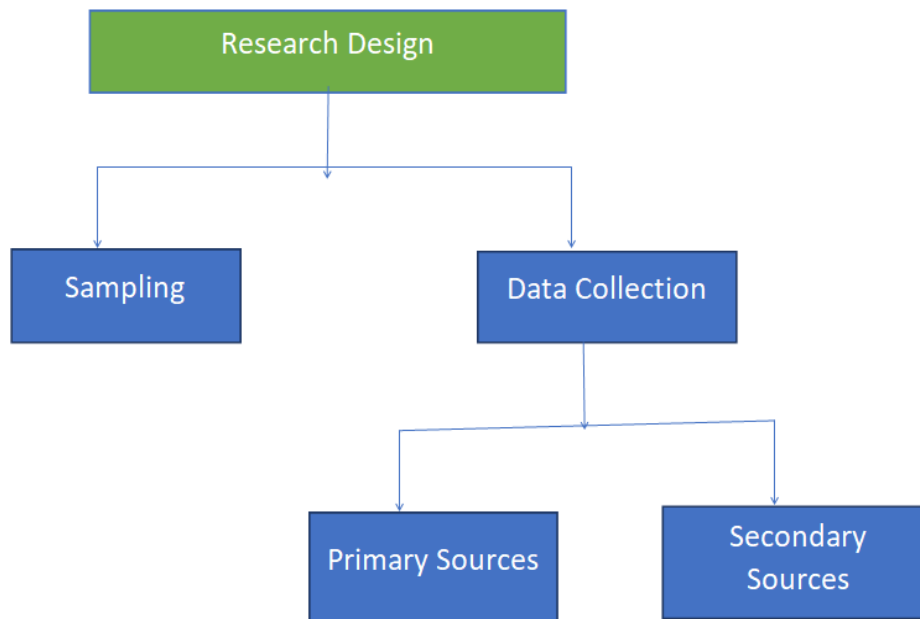 Research Design
Sampling
Data Collection
Primary Sources
Secondary
Sources